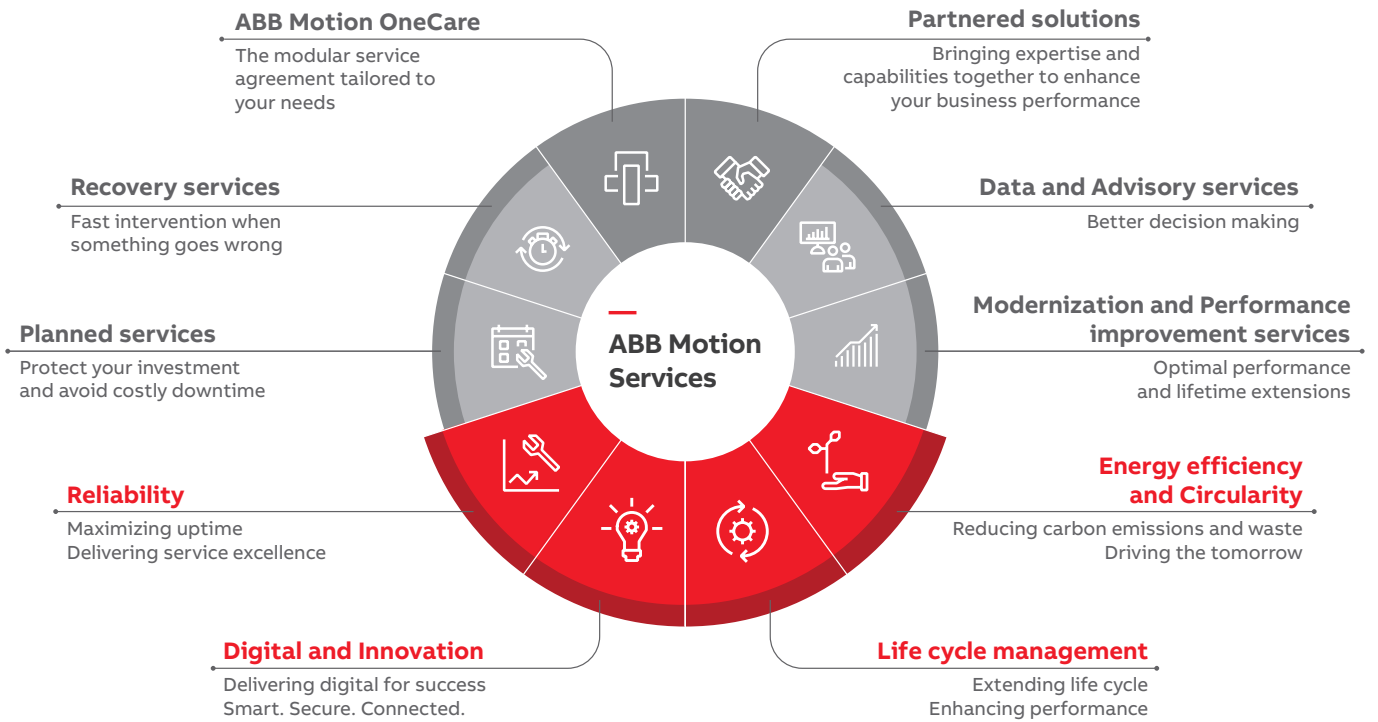 ABB Motion OneCare
The modular service
agreement tailored to
your needs
Partnered solutions
Bringing expertise and
capabilities together to enhance
your business performance
Recovery services
Fast intervention when
something goes wrong
Data and Advisory services
Better decision making
Planned services
Protect your investment
and avoid costly downtime
ABB Motion
Services
Modernization and Performance
improvement services
Optimal performance
and lifetime extensions
Reliability
Maximizing uptime
Delivering service excellence
Energy efficiency
and Circularity
Reducing carbon emissions and waste
Driving the tomorrow
Digital and Innovation
Delivering digital for success
Smart. Secure. Connected.
Life cycle management
Extending life cycle
Enhancing performance